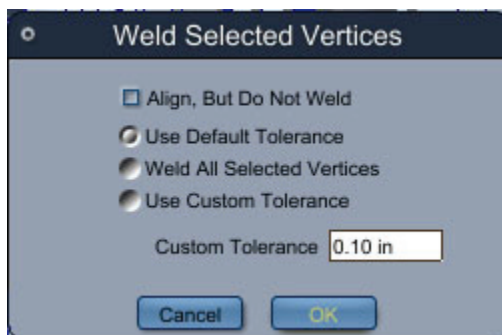 Weld Selected Vertices
Align, But Do Not Weld
Use Default Tolerance
Weld All Selected Vertices
Use Custom Tolerance
Custom Tolerance 0.10 in
Cancel OK